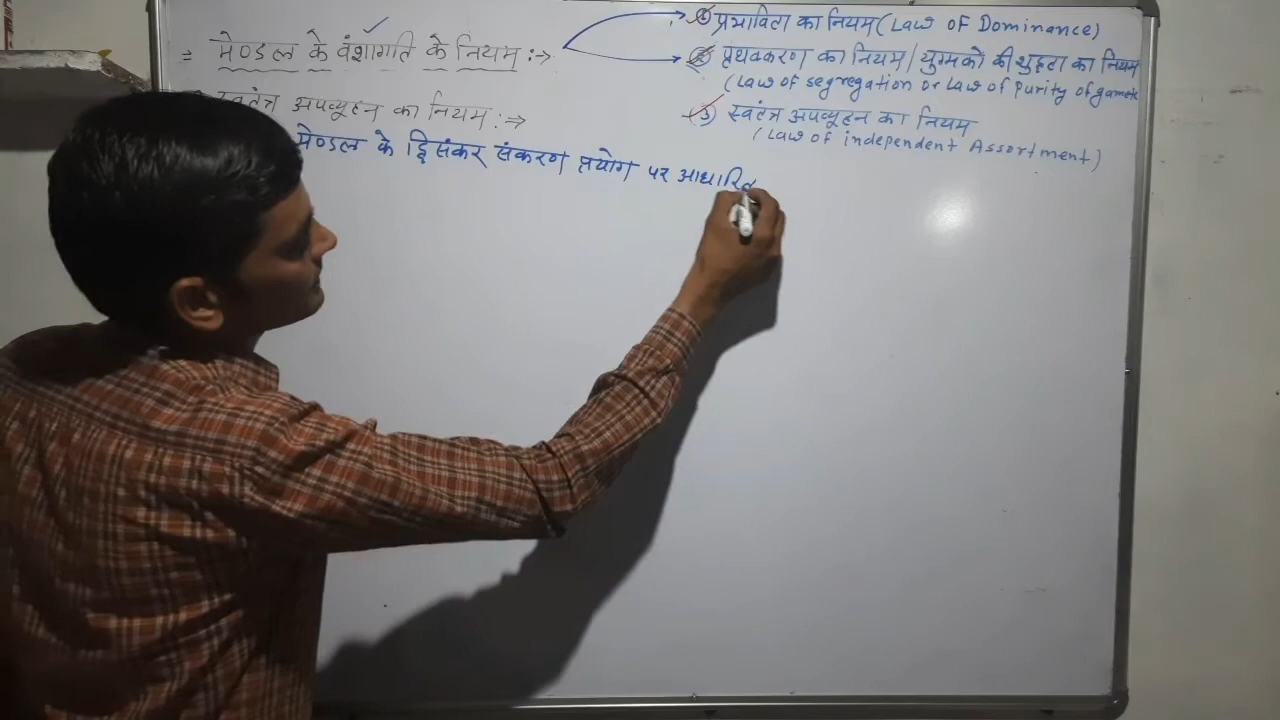 = मेण्डल के वंशागति के नियम :→
① प्रभाविता का नियम (Law of Dominance)
② पृथक्करण का नियम / युग्मकों की शुद्धता का नियम
(Law of segregation or Law of Purity of gamete
③ स्वतंत्र अपव्यूहन का नियम
(Law of independent Assortment)
स्वतंत्र अपव्यूहन का नियम :→
मेण्डल के द्विसंकर संकरण प्रयोग पर आधारित